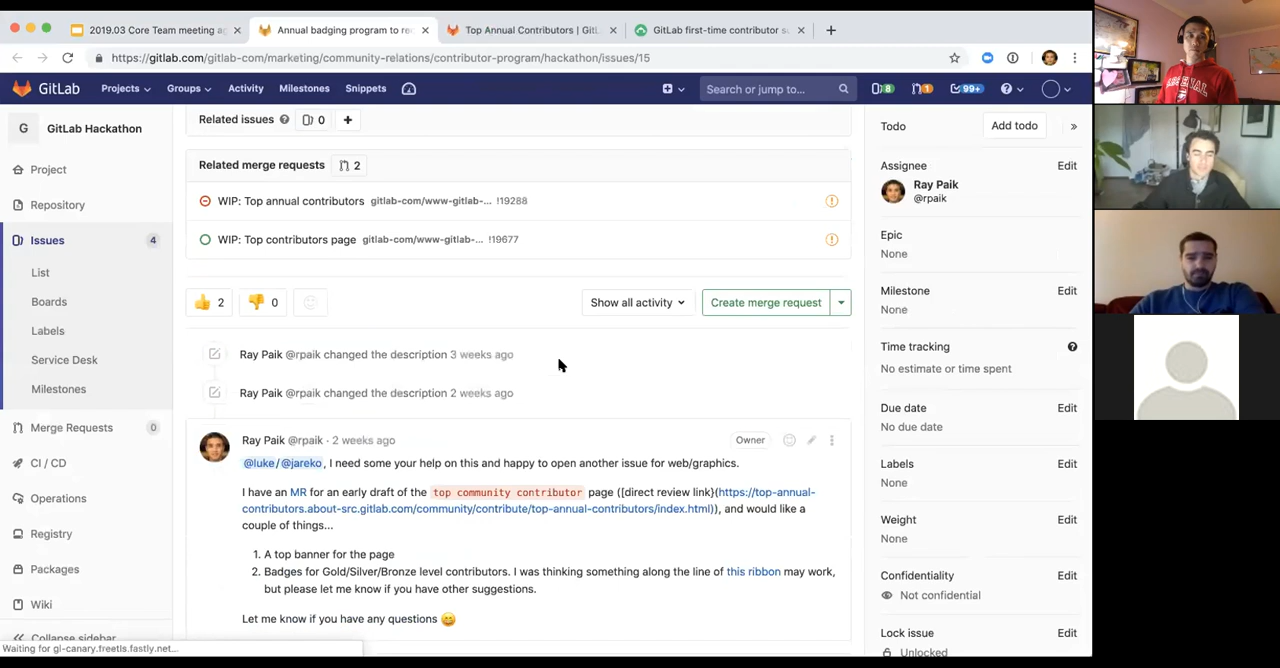 2019.03 Core Team meeting a
Annual badging program to re
Top Annual Contributors | GitL
GitLab first-time contributor s
https://gitlab.com/gitlab-com/marketing/community-relations/contributor-program/hackathon/issues/15
GitLab Projects Groups Activity Milestones Snippets Search or jump to... 8 1 99+
G GitLab Hackathon
Project
Repository
Issues 4
List
Boards
Labels
Service Desk
Milestones
Merge Requests 0
CI / CD
Operations
Registry
Packages
Wiki
Collapse sidebar
Waiting for gl-canary.freetls.fastly.net...
Related issues 0 +
Related merge requests 2
WIP: Top annual contributors gitlab-com/www-gitlab-... !19288
WIP: Top contributors page gitlab-com/www-gitlab-... !19677
2 0 Show all activity Create merge request
Ray Paik @rpaik changed the description 3 weeks ago
Ray Paik @rpaik changed the description 2 weeks ago
Ray Paik @rpaik · 2 weeks ago Owner
@luke/@jareko, I need some your help on this and happy to open another issue for web/graphics.
I have an MR for an early draft of the top community contributor page ([direct review link}(https://top-annual-
contributors.about-src.gitlab.com/community/contribute/top-annual-contributors/index.html)), and would like a
couple of things...
1. A top banner for the page
2. Badges for Gold/Silver/Bronze level contributors. I was thinking something along the line of this ribbon may work,
but please let me know if you have other suggestions.
Let me know if you have any questions
Todo Add todo »
Assignee Edit
Ray Paik
@rpaik
Epic
None
Milestone Edit
None
Time tracking
No estimate or time spent
Due date Edit
No due date
Labels Edit
None
Weight Edit
None
Confidentiality Edit
Not confidential
Lock issue Edit
Unlocked